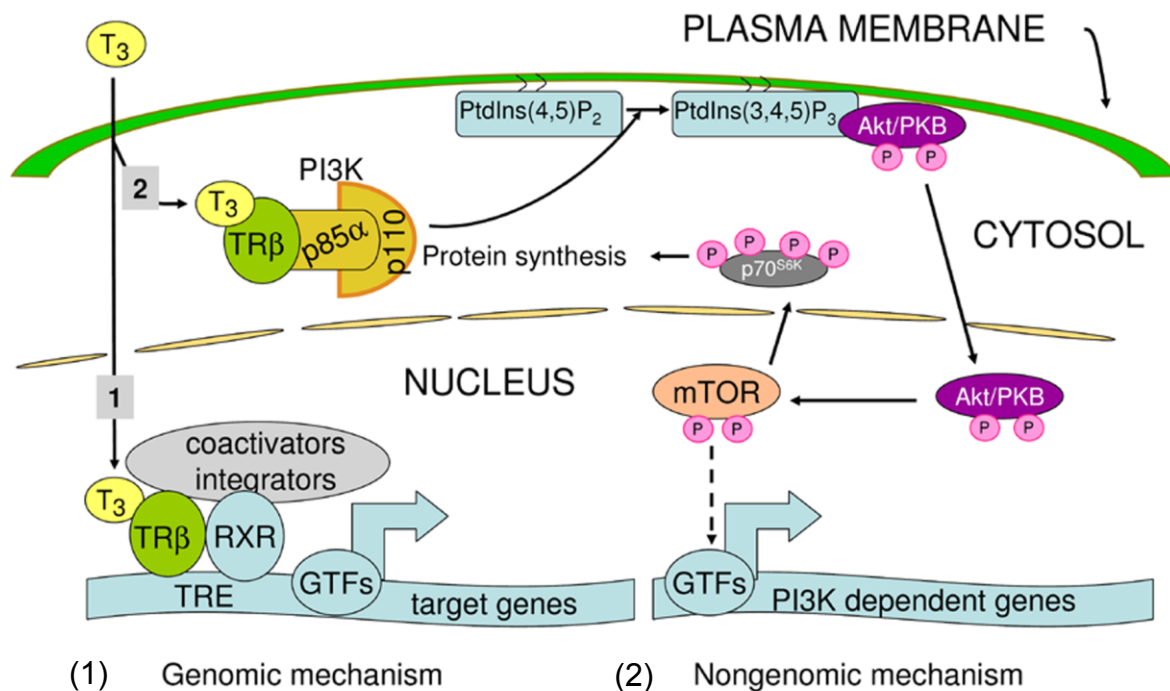 T3
PLASMA MEMBRANE
PtdIns(4,5)P2
PtdIns(3,4,5)P3
Akt/PKB
P P
2
PI3K
T3
TRβ
p85α
p110
CYTOSOL
Protein synthesis
P P P P
p70S6K
1
NUCLEUS
mTOR
P P
Akt/PKB
P P
coactivators
integrators
T3
TRβ
RXR
GTFs
TRE
target genes
GTFs
PI3K dependent genes
(1) Genomic mechanism
(2) Nongenomic mechanism